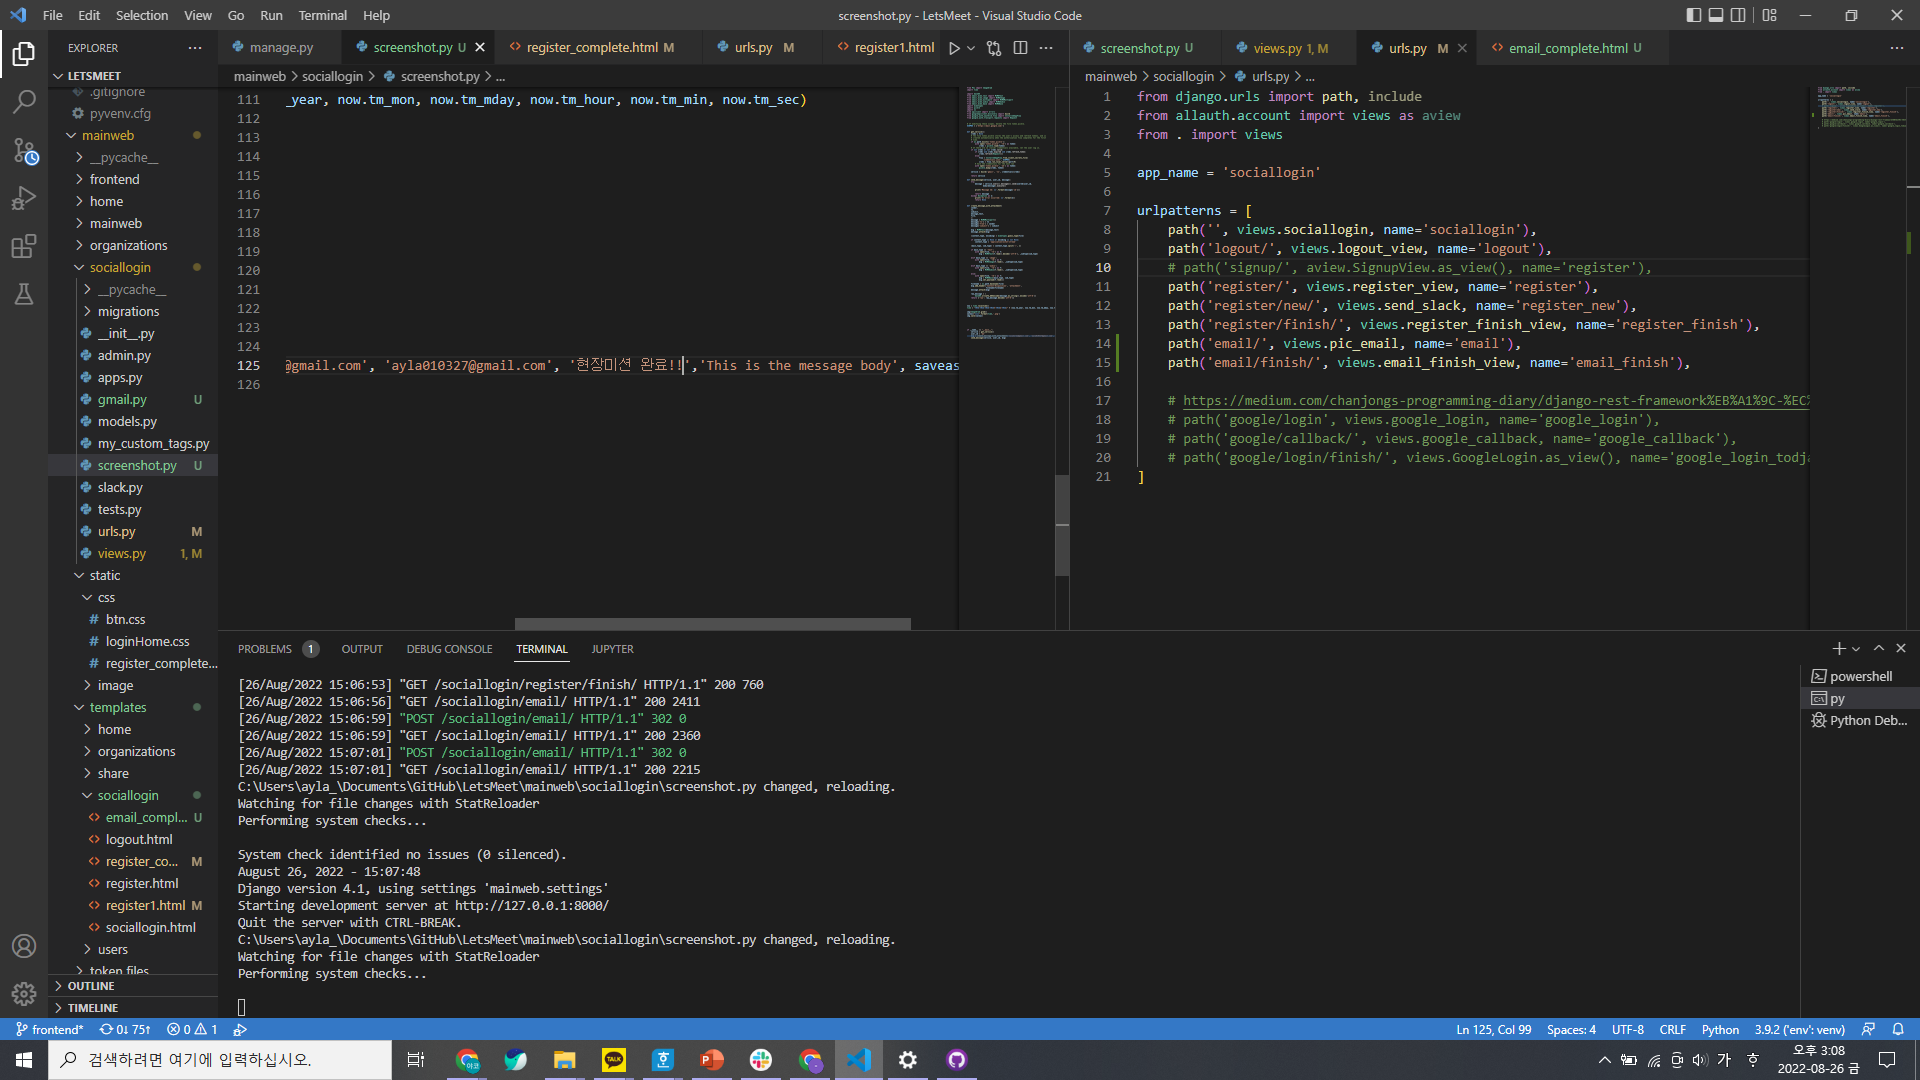 File Edit Selection View Go Run Terminal Help
screenshot.py - LetsMeet - Visual Studio Code
EXPLORER
LETSMEET
.gitignore
pyvenv.cfg
mainweb
__pycache__
frontend
home
mainweb
organizations
sociallogin
__pycache__
migrations
__init__.py
admin.py
apps.py
gmail.py U
models.py
my_custom_tags.py
screenshot.py U
slack.py
tests.py
urls.py M
views.py 1, M
static
css
btn.css
loginHome.css
register_complete...
image
templates
home
organizations
share
sociallogin
email_compl... U
logout.html
register_co... M
register.html
register1.html M
sociallogin.html
users
token files
OUTLINE
TIMELINE
manage.py screenshot.py U register_complete.html M urls.py M register1.html
mainweb > sociallogin > screenshot.py > ...
111 _year, now.tm_mon, now.tm_mday, now.tm_hour, now.tm_min, now.tm_sec)
112
113
114
115
116
117
118
119
120
121
122
123
124
125 @gmail.com', 'ayla010327@gmail.com', '현장미션 완료!!','This is the message body', saveas
126
screenshot.py U views.py 1, M urls.py M email_complete.html U
mainweb > sociallogin > urls.py > ...
1 from django.urls import path, include
2 from allauth.account import views as aview
3 from . import views
4
5 app_name = 'sociallogin'
6
7 urlpatterns = [
8 path('', views.sociallogin, name='sociallogin'),
9 path('logout/', views.logout_view, name='logout'),
10 # path('signup/', aview.SignupView.as_view(), name='register'),
11 path('register/', views.register_view, name='register'),
12 path('register/new/', views.send_slack, name='register_new'),
13 path('register/finish/', views.register_finish_view, name='register_finish'),
14 path('email/', views.pic_email, name='email'),
15 path('email/finish/', views.email_finish_view, name='email_finish'),
16
17 # https://medium.com/chanjongs-programming-diary/django-rest-framework%EB%A1%9C-%EC%
18 # path('google/login', views.google_login, name='google_login'),
19 # path('google/callback/', views.google_callback, name='google_callback'),
20 # path('google/login/finish/', views.GoogleLogin.as_view(), name='google_login_todja
21 ]
PROBLEMS 1 OUTPUT DEBUG CONSOLE TERMINAL JUPYTER
[26/Aug/2022 15:06:53] "GET /sociallogin/register/finish/ HTTP/1.1" 200 760
[26/Aug/2022 15:06:56] "GET /sociallogin/email/ HTTP/1.1" 200 2411
[26/Aug/2022 15:06:59] "POST /sociallogin/email/ HTTP/1.1" 302 0
[26/Aug/2022 15:06:59] "GET /sociallogin/email/ HTTP/1.1" 200 2360
[26/Aug/2022 15:07:01] "POST /sociallogin/email/ HTTP/1.1" 302 0
[26/Aug/2022 15:07:01] "GET /sociallogin/email/ HTTP/1.1" 200 2215
C:\Users\ayla_\Documents\GitHub\LetsMeet\mainweb\sociallogin\screenshot.py changed, reloading.
Watching for file changes with StatReloader
Performing system checks...
System check identified no issues (0 silenced).
August 26, 2022 - 15:07:48
Django version 4.1, using settings 'mainweb.settings'
Starting development server at http://127.0.0.1:8000/
Quit the server with CTRL-BREAK.
C:\Users\ayla_\Documents\GitHub\LetsMeet\mainweb\sociallogin\screenshot.py changed, reloading.
Watching for file changes with StatReloader
Performing system checks...
powershell
py
Python Deb...
frontend* 0↓ 75↑ 0 1
Ln 125, Col 99 Spaces: 4 UTF-8 CRLF Python 3.9.2 ('env': venv)
검색하려면 여기에 입력하십시오.
가
오후 3:08
2022-08-26 금